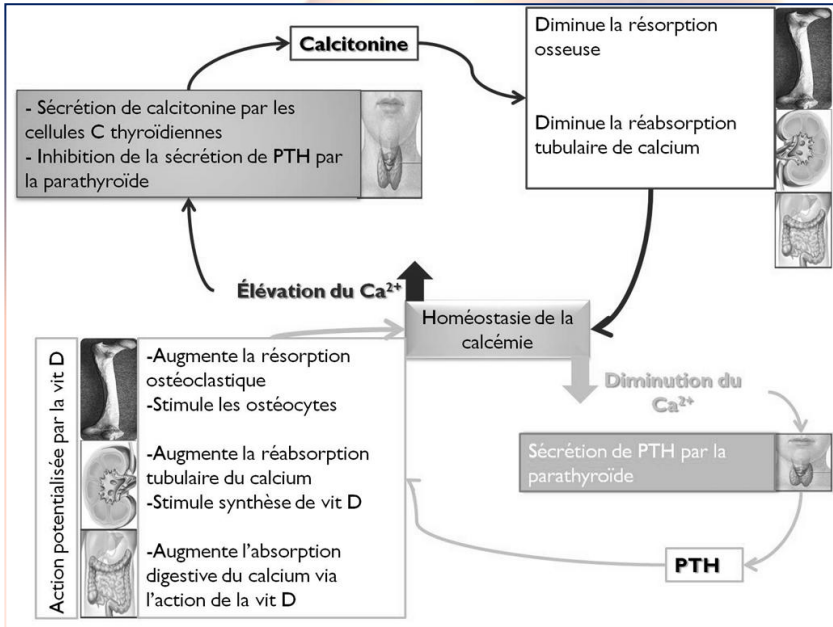 Calcitonine
Diminue la résorption
osseuse
Diminue la réabsorption
tubulaire de calcium
- Sécrétion de calcitonine par les
cellules C thyroïdiennes
- Inhibition de la sécrétion de PTH par
la parathyroïde
Élévation du Ca²⁺
Homéostasie de la
calcémie
Diminution du
Ca²⁺
Sécrétion de PTH par la
parathyroïde
PTH
Action potentialisée par la vit D
-Augmente la résorption
ostéoclastique
-Stimule les ostéocytes
-Augmente la réabsorption
tubulaire du calcium
-Stimule synthèse de vit D
-Augmente l’absorption
digestive du calcium via
l’action de la vit D